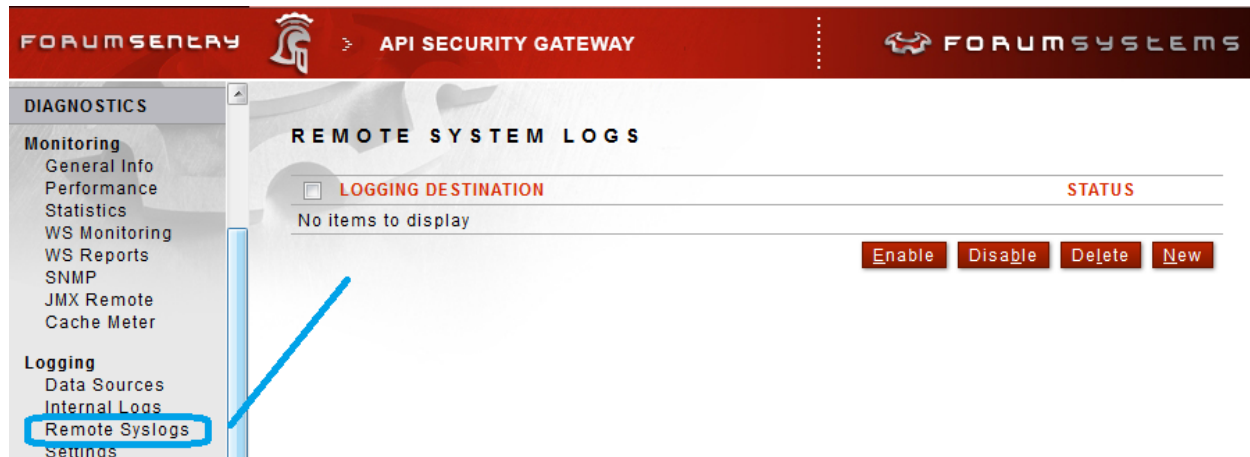 FORUMSENTRY > API SECURITY GATEWAY FORUMSYSTEMS
DIAGNOSTICS
Monitoring
General Info
Performance
Statistics
WS Monitoring
WS Reports
SNMP
JMX Remote
Cache Meter
Logging
Data Sources
Internal Logs
Remote Syslogs
Settings
REMOTE SYSTEM LOGS
LOGGING DESTINATION STATUS
No items to display
Enable Disable Delete New